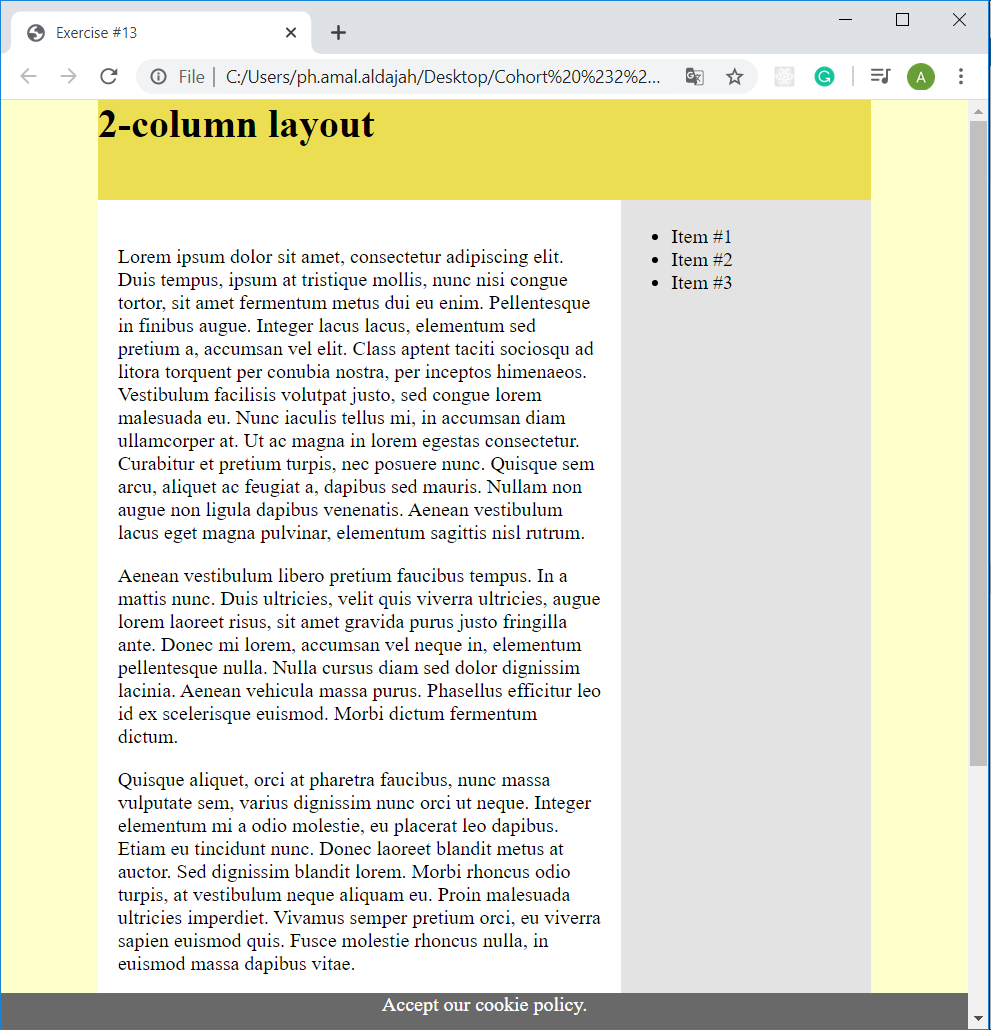 Exercise #13
File
C:/Users/ph.amal.aldajah/Desktop/Cohort%20%232%2...
A
2-column layout
Lorem ipsum dolor sit amet, consectetur adipiscing elit.
Duis tempus, ipsum at tristique mollis, nunc nisi congue
tortor, sit amet fermentum metus dui eu enim. Pellentesque
in finibus augue. Integer lacus lacus, elementum sed
pretium a, accumsan vel elit. Class aptent taciti sociosqu ad
litora torquent per conubia nostra, per inceptos himenaeos.
Vestibulum facilisis volutpat justo, sed congue lorem
malesuada eu. Nunc iaculis tellus mi, in accumsan diam
ullamcorper at. Ut ac magna in lorem egestas consectetur.
Curabitur et pretium turpis, nec posuere nunc. Quisque sem
arcu, aliquet ac feugiat a, dapibus sed mauris. Nullam non
augue non ligula dapibus venenatis. Aenean vestibulum
lacus eget magna pulvinar, elementum sagittis nisl rutrum.
Aenean vestibulum libero pretium faucibus tempus. In a
mattis nunc. Duis ultricies, velit quis viverra ultricies, augue
lorem laoreet risus, sit amet gravida purus justo fringilla
ante. Donec mi lorem, accumsan vel neque in, elementum
pellentesque nulla. Nulla cursus diam sed dolor dignissim
lacinia. Aenean vehicula massa purus. Phasellus efficitur leo
id ex scelerisque euismod. Morbi dictum fermentum
dictum.
Quisque aliquet, orci at pharetra faucibus, nunc massa
vulputate sem, varius dignissim nunc orci ut neque. Integer
elementum mi a odio molestie, eu placerat leo dapibus.
Etiam eu tincidunt nunc. Donec laoreet blandit metus at
auctor. Sed dignissim blandit lorem. Morbi rhoncus odio
turpis, at vestibulum neque aliquam eu. Proin malesuada
ultricies imperdiet. Vivamus semper pretium orci, eu viverra
sapien euismod quis. Fusce molestie rhoncus nulla, in
euismod massa dapibus vitae.
• Item #1
• Item #2
• Item #3
Accept our cookie policy.